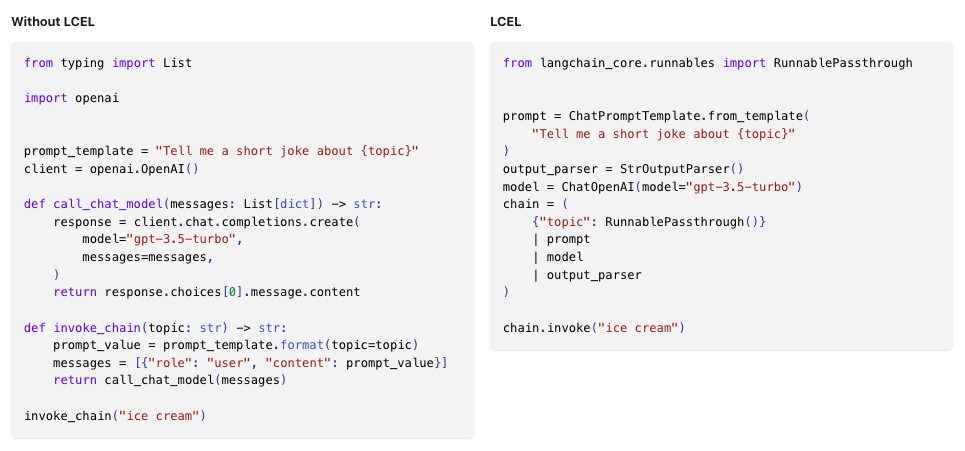 Without LCEL
from typing import List
import openai
prompt_template = "Tell me a short joke about {topic}"
client = openai.OpenAI()
def call_chat_model(messages: List[dict]) -> str:
    response = client.chat.completions.create(
        model="gpt-3.5-turbo",
        messages=messages,
    )
    return response.choices[0].message.content
def invoke_chain(topic: str) -> str:
    prompt_value = prompt_template.format(topic=topic)
    messages = [{"role": "user", "content": prompt_value}]
    return call_chat_model(messages)
invoke_chain("ice cream")
LCEL
from langchain_core.runnables import RunnablePassthrough
prompt = ChatPromptTemplate.from_template(
    "Tell me a short joke about {topic}"
)
output_parser = StrOutputParser()
model = ChatOpenAI(model="gpt-3.5-turbo")
chain = (
    {"topic": RunnablePassthrough()}
    | prompt
    | model
    | output_parser
)
chain.invoke("ice cream")